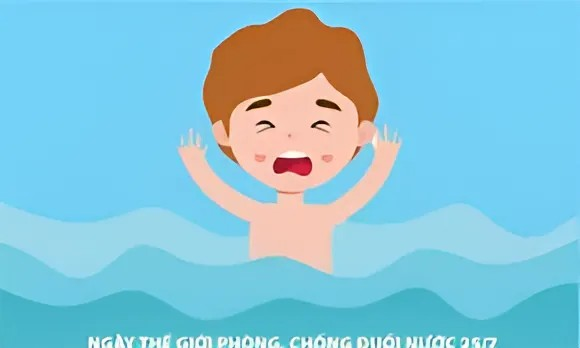 NGÀY THẾ GIỚI PHÒNG, CHỐNG ĐUỐI NƯỚC 25/7